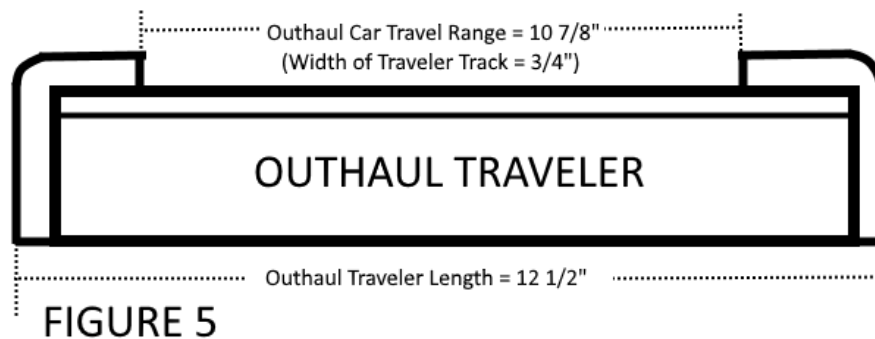 Outhaul Car Travel Range = 10 7/8"
(Width of Traveler Track = 3/4")
OUTHAUL TRAVELER
Outhaul Traveler Length = 12 1/2"
FIGURE 5